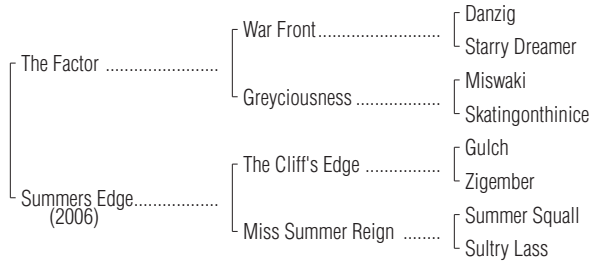 Danzig
War Front..........................
Starry Dreamer
The Factor ........................
Miswaki
Greyciousness ..................
Skatingonthinice
Gulch
The Cliff's Edge ................
Zigember
Summers Edge..................
(2006)
Summer Squall
Miss Summer Reign ........
Sultry Lass